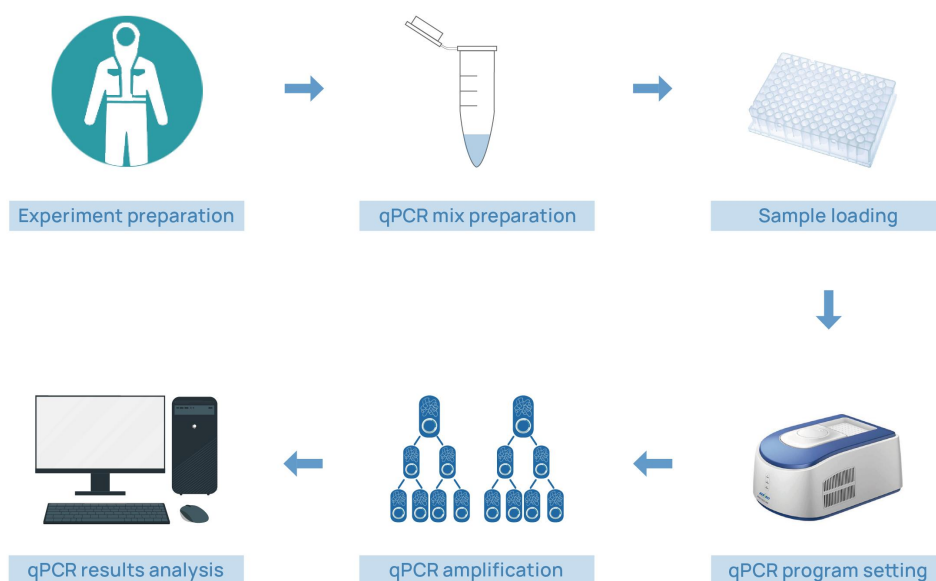 Experiment preparation
qPCR mix preparation
Sample loading
qPCR results analysis
qPCR amplification
qPCR program setting